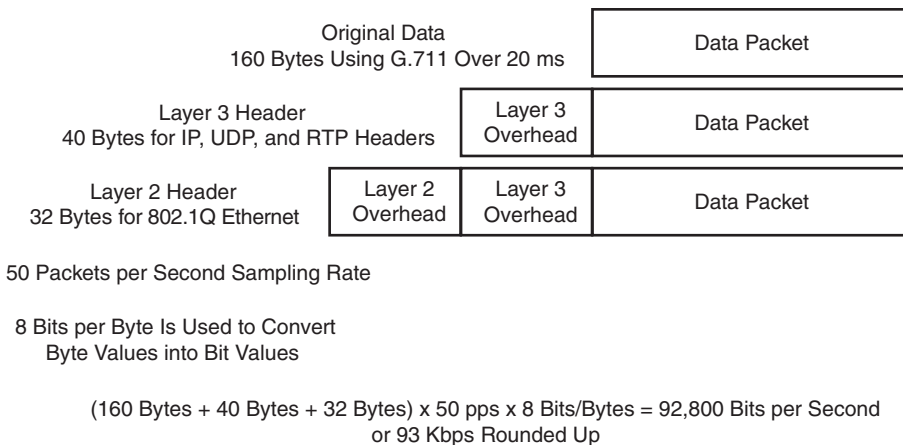 Original Data
160 Bytes Using G.711 Over 20 ms
Data Packet
Layer 3 Header
40 Bytes for IP, UDP, and RTP Headers
Layer 3
Overhead
Data Packet
Layer 2 Header
32 Bytes for 802.1Q Ethernet
Layer 2
Overhead
Layer 3
Overhead
Data Packet
50 Packets per Second Sampling Rate
8 Bits per Byte Is Used to Convert
Byte Values into Bit Values
(160 Bytes + 40 Bytes + 32 Bytes) x 50 pps x 8 Bits/Bytes = 92,800 Bits per Second
or 93 Kbps Rounded Up